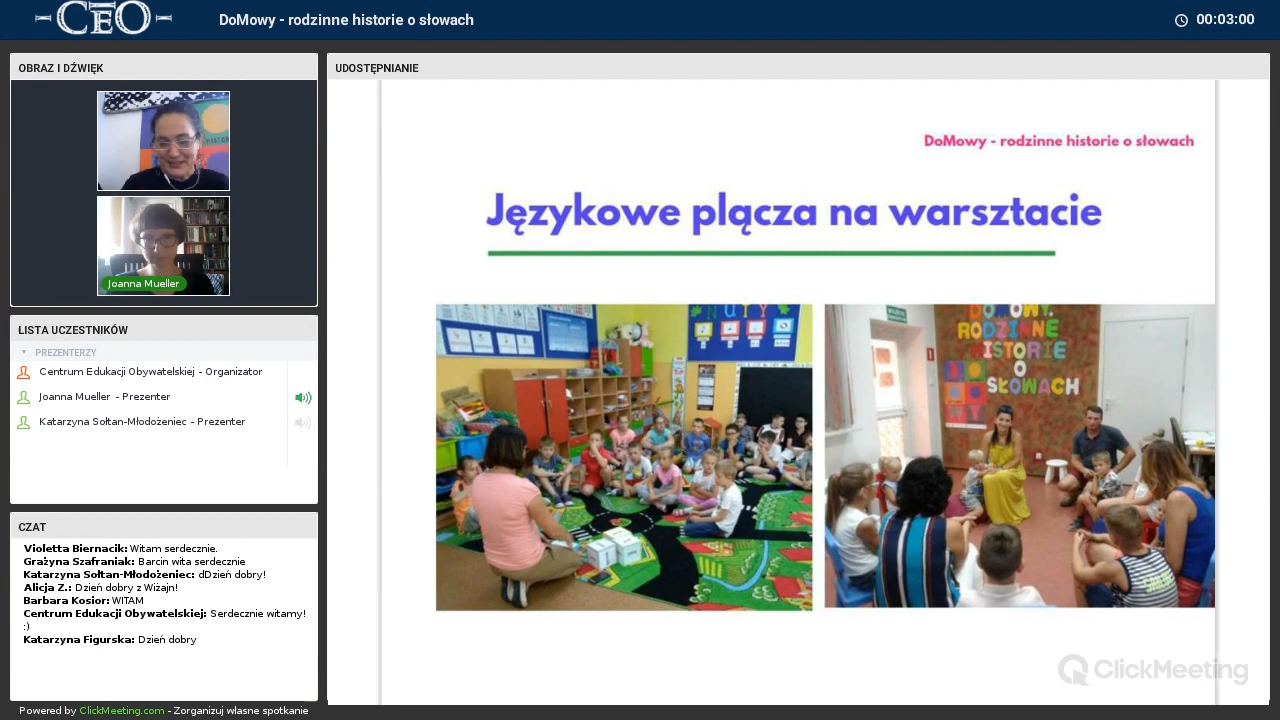 CEO
DoMowy - rodzinne historie o słowach
00:03:00
OBRAZ I DŹWIĘK
Joanna Mueller
LISTA UCZESTNIKÓW
PREZENTERZY
Centrum Edukacji Obywatelskiej - Organizator
Joanna Mueller - Prezenter
Katarzyna Sołtan-Młodożeniec - Prezenter
CZAT
Violetta Biernacik: Witam serdecznie.
Grażyna Szafraniak: Barcin wita serdecznie
Katarzyna Sołtan-Młodożeniec: dDzień dobry!
Alicja Z.: Dzień dobry z Wiżajn!
Barbara Kosior: WITAM
Centrum Edukacji Obywatelskiej: Serdecznie witamy!
:)
Katarzyna Figurska: Dzień dobry
Powered by ClickMeeting.com - Zorganizuj własne spotkanie
UDOSTĘPNIANIE
DoMowy - rodzinne historie o słowach
Językowe plącza na warsztacie
NUTY
DOMOWY.
RODZINNE
HISTORIE
O
SŁOWACH
ClickMeeting